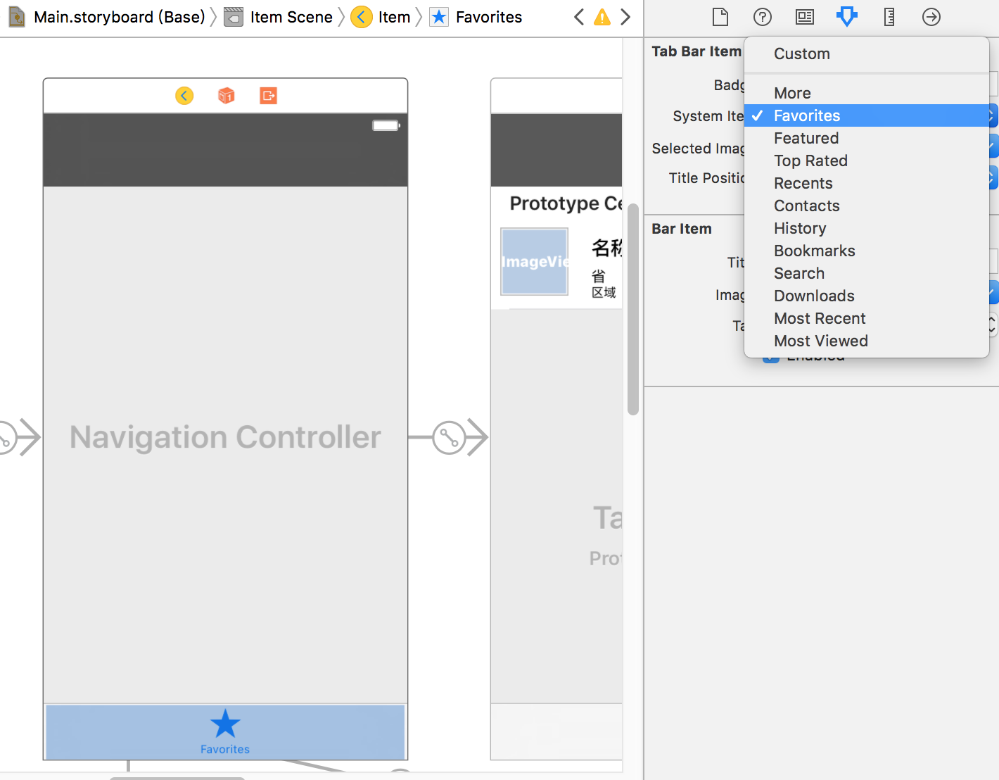 Main.storyboard (Base) Item Scene Item Favorites
Navigation Controller
Favorites
Prototype Ce
ImageVie
名称
省
区域
Ta
Prot
Tab Bar Item
Badg
System Ite
Selected Imag
Title Positio
Bar Item
Tit
Imag
Ta
Custom
More
Favorites
Featured
Top Rated
Recents
Contacts
History
Bookmarks
Search
Downloads
Most Recent
Most Viewed
Enabled